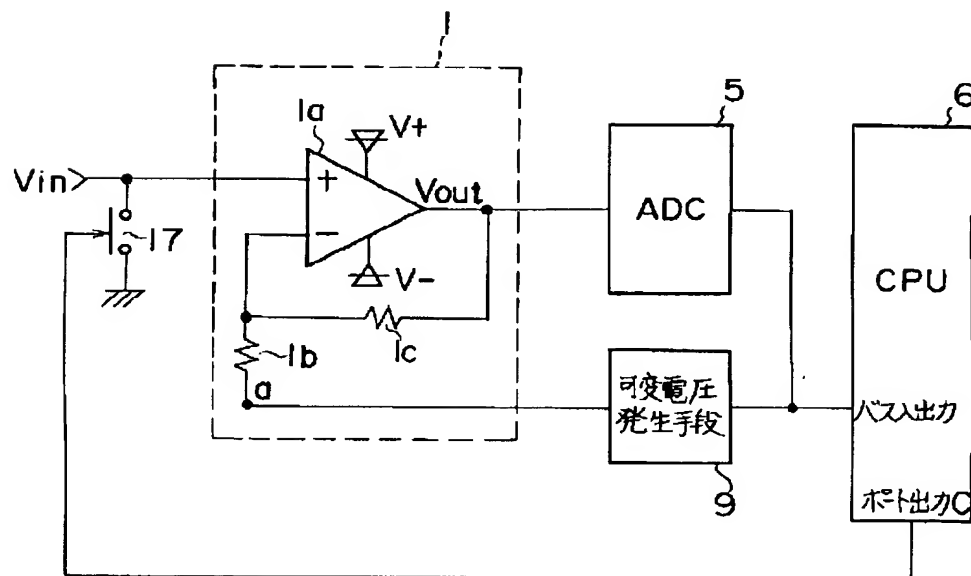 1
1a
V+
5
6
Vin
+
Vout
ADC
CPU
17
−
V−
1c
1b
a
可変電圧
発生手段
バス入出力
9
ポート出力C